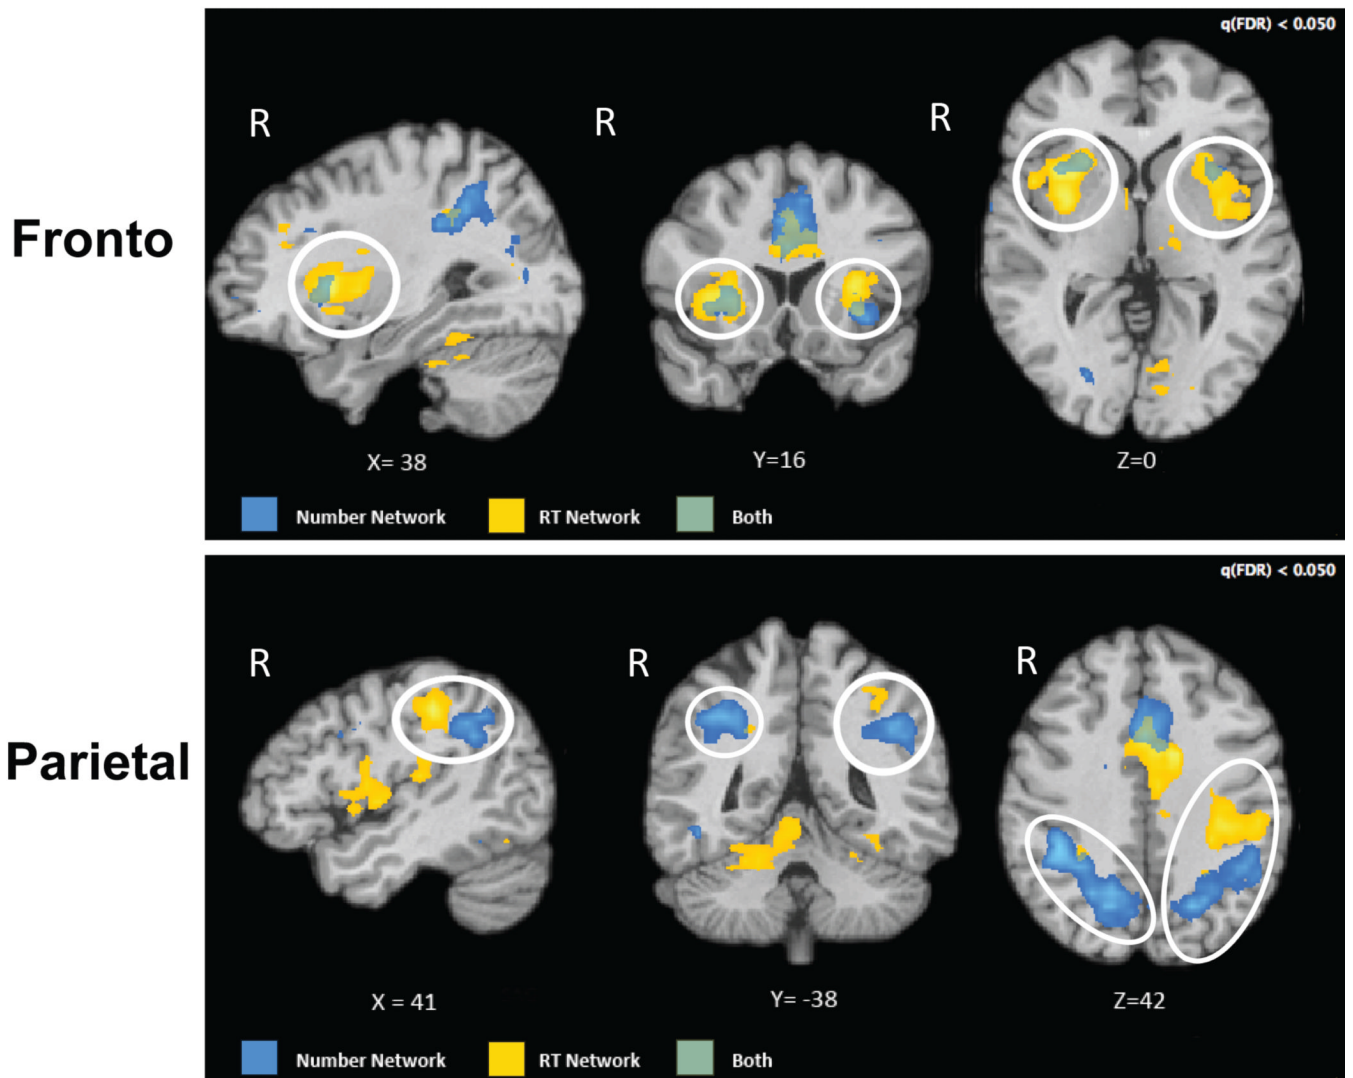 Fronto
q(FDR) < 0.050
R
R
R
X= 38
Y=16
Z=0
Number Network
RT Network
Both
Parietal
q(FDR) < 0.050
R
R
R
X = 41
Y= -38
Z=42
Number Network
RT Network
Both